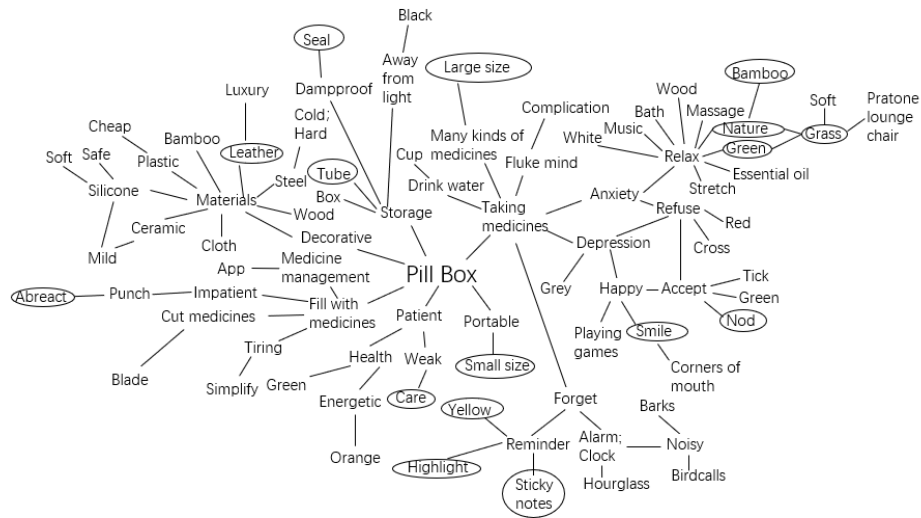 Black
Seal
Away
from
light
Large size
Bamboo
Luxury
Dampproof
Wood
Soft
Pratone
lounge
chair
Cold;
Hard
Complication
Bath
Massage
Cheap
Bamboo
Leather
Many kinds of
medicines
White
Music
Nature
Grass
Soft
Safe
Plastic
Cup
Fluke mind
Relax
Green
Tube
Steel
Drink water
Essential oil
Silicone
Materials
Box
Anxiety
Stretch
Wood
Storage
Taking
medicines
Refuse
Red
Ceramic
Cloth
Decorative
Depression
Cross
Mild
App
Medicine
management
Pill Box
Tick
Abreact
Punch
Impatient
Fill with
medicines
Grey
Happy
Accept
Green
Cut medicines
Patient
Portable
Playing
games
Smile
Nod
Tiring
Health
Weak
Small size
Corners of
mouth
Blade
Simplify
Green
Energetic
Care
Yellow
Forget
Barks
Orange
Reminder
Alarm;
Clock
Noisy
Highlight
Sticky
notes
Hourglass
Birdcalls